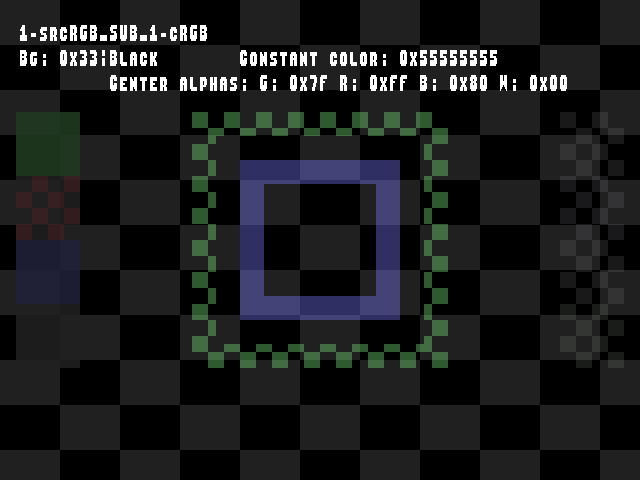 1-srcRGB_SUB_1-cRGB
Bg: 0x33¦Black Constant color: 0x55555555
Center alphas: G: 0x7f R: 0xff B: 0x80 W: 0x00